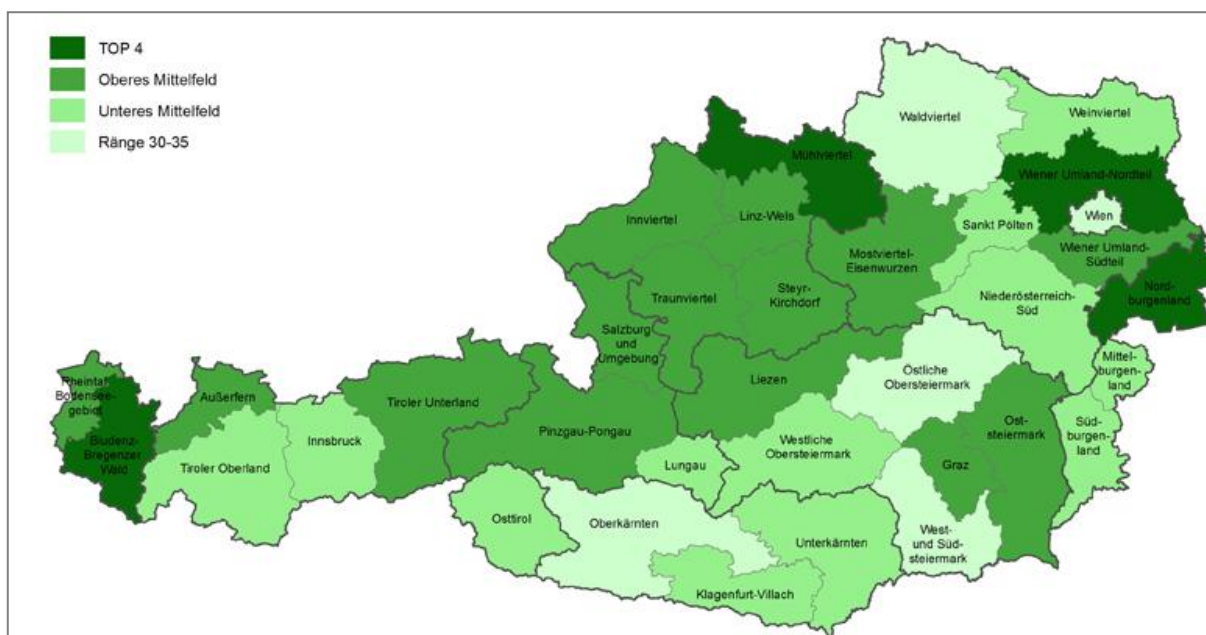 TOP 4
Oberes Mittelfeld
Unteres Mittelfeld
Ränge 30-35
Waldviertel
Weinviertel
Mühlviertel
Wiener Umland-Nordteil
Wien
Innviertel
Linz-Wels
Sankt Pölten
Mostviertel-
Eisenwurzen
Wiener Umland-
Südteil
Nord-
burgenland
Traunviertel
Steyr-
Kirchdorf
Niederösterreich-
Süd
Salzburg
und
Umgebung
Mittel-
burgen-
land
Rheintal-
Bodensee-
gebiet
Außerfern
Tiroler Unterland
Liezen
Östliche
Obersteiermark
Bludenz-
Bregenzer
Wald
Tiroler Oberland
Innsbruck
Pinzgau-Pongau
Lungau
Westliche
Obersteiermark
Graz
Ost-
steiermark
Süd-
burgen-
land
Osttirol
Oberkärnten
Unterkärnten
West-
und Süd-
steiermark
Klagenfurt-Villach